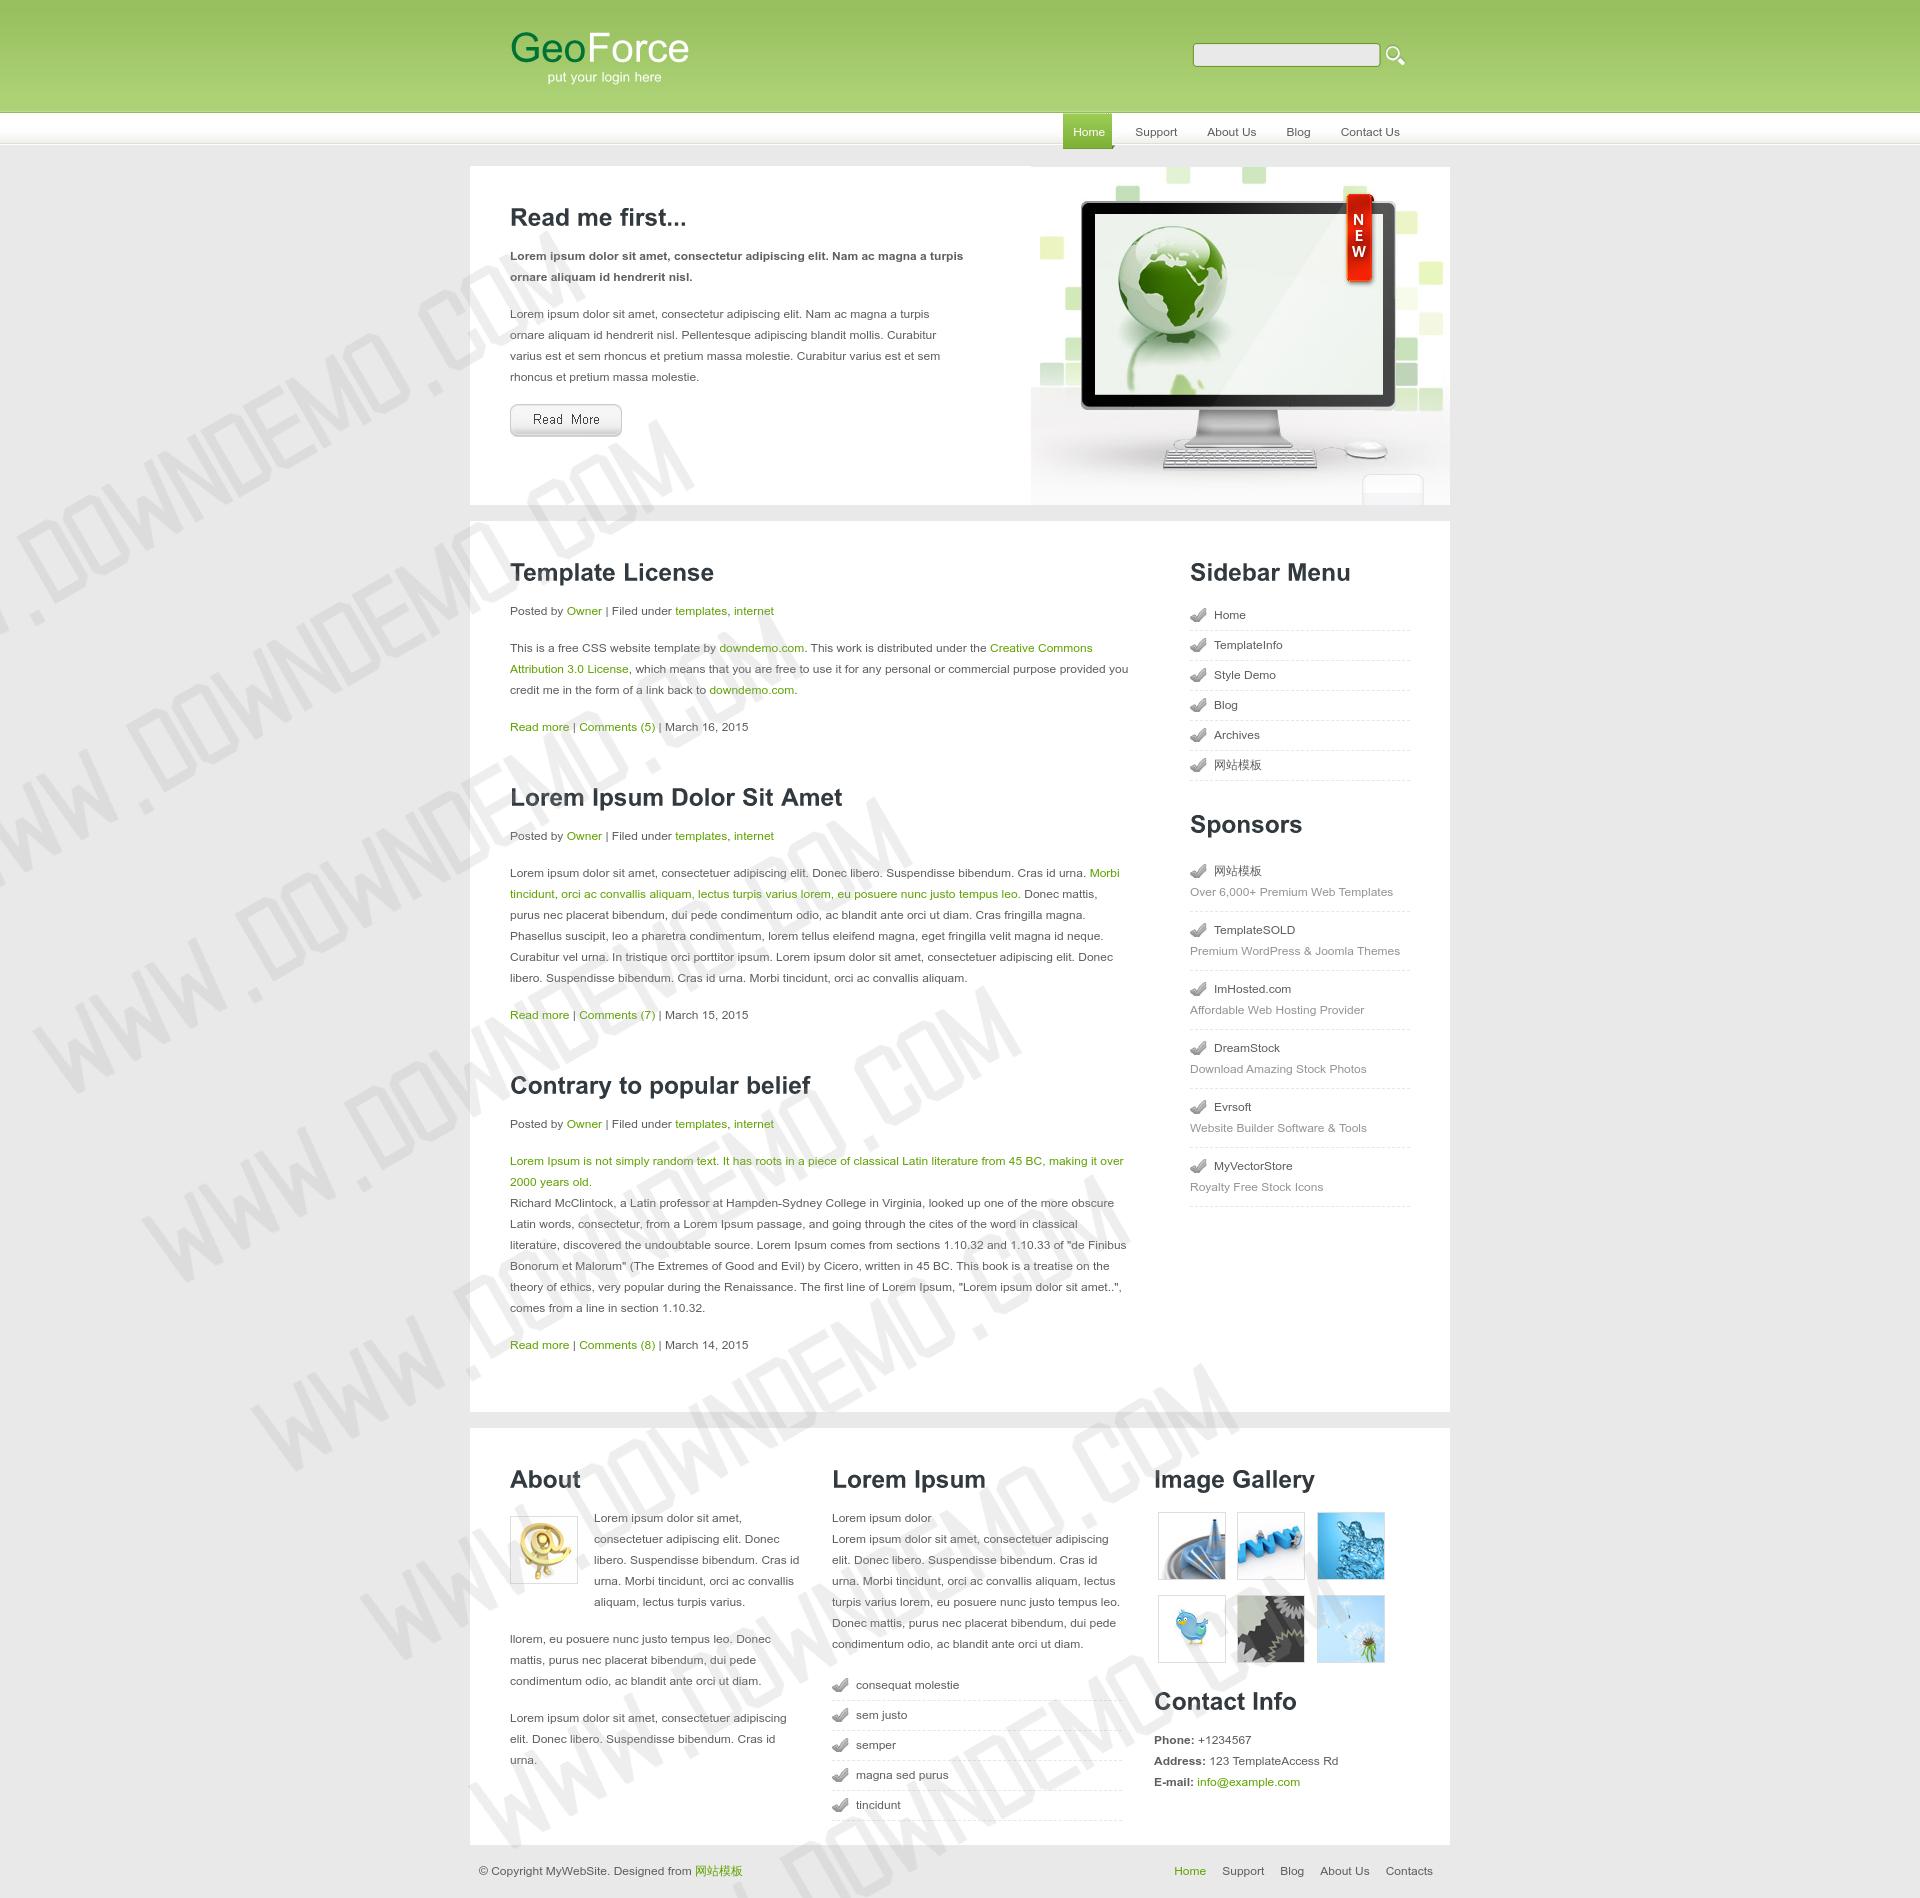 GeoForce
put your login here
Home
Support
About Us
Blog
Contact Us
Read me first...
Lorem ipsum dolor sit amet, consectetur adipiscing elit. Nam ac magna a turpis
ornare aliquam id hendrerit nisl.
Lorem ipsum dolor sit amet, consectetur adipiscing elit. Nam ac magna a turpis
ornare aliquam id hendrerit nisl. Pellentesque adipiscing blandit mollis. Curabitur
varius est et sem rhoncus et pretium massa molestie. Curabitur varius est et sem
rhoncus et pretium massa molestie.
Read More
NEW
Template License
Posted by Owner | Filed under templates, internet
This is a free CSS website template by downdemo.com. This work is distributed under the Creative Commons
Attribution 3.0 License, which means that you are free to use it for any personal or commercial purpose provided you
credit me in the form of a link back to downdemo.com.
Read more | Comments (5) | March 16, 2015
Lorem Ipsum Dolor Sit Amet
Posted by Owner | Filed under templates, internet
Lorem ipsum dolor sit amet, consectetuer adipiscing elit. Donec libero. Suspendisse bibendum. Cras id urna. Morbi
tincidunt, orci ac convallis aliquam, lectus turpis varius lorem, eu posuere nunc justo tempus leo. Donec mattis,
purus nec placerat bibendum, dui pede condimentum odio, ac blandit ante orci ut diam. Cras fringilla magna.
Phasellus suscipit, leo a pharetra condimentum, lorem tellus eleifend magna, eget fringilla velit magna id neque.
Curabitur vel urna. In tristique orci porttitor ipsum. Lorem ipsum dolor sit amet, consectetuer adipiscing elit. Donec
libero. Suspendisse bibendum. Cras id urna. Morbi tincidunt, orci ac convallis aliquam.
Read more | Comments (7) | March 15, 2015
Contrary to popular belief
Posted by Owner | Filed under templates, internet
Lorem Ipsum is not simply random text. It has roots in a piece of classical Latin literature from 45 BC, making it over
2000 years old.
Richard McClintock, a Latin professor at Hampden-Sydney College in Virginia, looked up one of the more obscure
Latin words, consectetur, from a Lorem Ipsum passage, and going through the cites of the word in classical
literature, discovered the undoubtable source. Lorem Ipsum comes from sections 1.10.32 and 1.10.33 of "de Finibus
Bonorum et Malorum" (The Extremes of Good and Evil) by Cicero, written in 45 BC. This book is a treatise on the
theory of ethics, very popular during the Renaissance. The first line of Lorem Ipsum, "Lorem ipsum dolor sit amet..",
comes from a line in section 1.10.32.
Read more | Comments (8) | March 14, 2015
Sidebar Menu
Home
TemplateInfo
Style Demo
Blog
Archives
网站模板
Sponsors
网站模板
Over 6,000+ Premium Web Templates
TemplateSOLD
Premium WordPress & Joomla Themes
ImHosted.com
Affordable Web Hosting Provider
DreamStock
Download Amazing Stock Photos
Evrsoft
Website Builder Software & Tools
MyVectorStore
Royalty Free Stock Icons
About
Lorem ipsum dolor sit amet,
consectetuer adipiscing elit. Donec
libero. Suspendisse bibendum. Cras id
urna. Morbi tincidunt, orci ac convallis
aliquam, lectus turpis varius.
llorem, eu posuere nunc justo tempus leo. Donec
mattis, purus nec placerat bibendum, dui pede
condimentum odio, ac blandit ante orci ut diam.
Lorem ipsum dolor sit amet, consectetuer adipiscing
elit. Donec libero. Suspendisse bibendum. Cras id
urna.
Lorem Ipsum
Lorem ipsum dolor
Lorem ipsum dolor sit amet, consectetuer adipiscing
elit. Donec libero. Suspendisse bibendum. Cras id
urna. Morbi tincidunt, orci ac convallis aliquam, lectus
turpis varius lorem, eu posuere nunc justo tempus leo.
Donec mattis, purus nec placerat bibendum, dui pede
condimentum odio, ac blandit ante orci ut diam.
consequat molestie
sem justo
semper
magna sed purus
tincidunt
Image Gallery
Contact Info
Phone: +1234567
Address: 123 TemplateAccess Rd
E-mail: info@example.com
© Copyright MyWebSite. Designed from 网站模板
Home
Support
Blog
About Us
Contacts
WWW.DOWNDEMO.COM
WWW.DOWNDEMO.COM
WWW.DOWNDEMO.COM
WWW.DOWNDEMO.COM
WWW.DOWNDEMO.COM
WWW.DOWNDEMO.COM
WWW.DOWNDEMO.COM
DOWNDEMO.COM